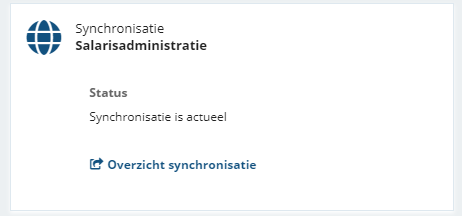 Synchronisatie
Salarisadministratie
Status
Synchronisatie is actueel
Overzicht synchronisatie